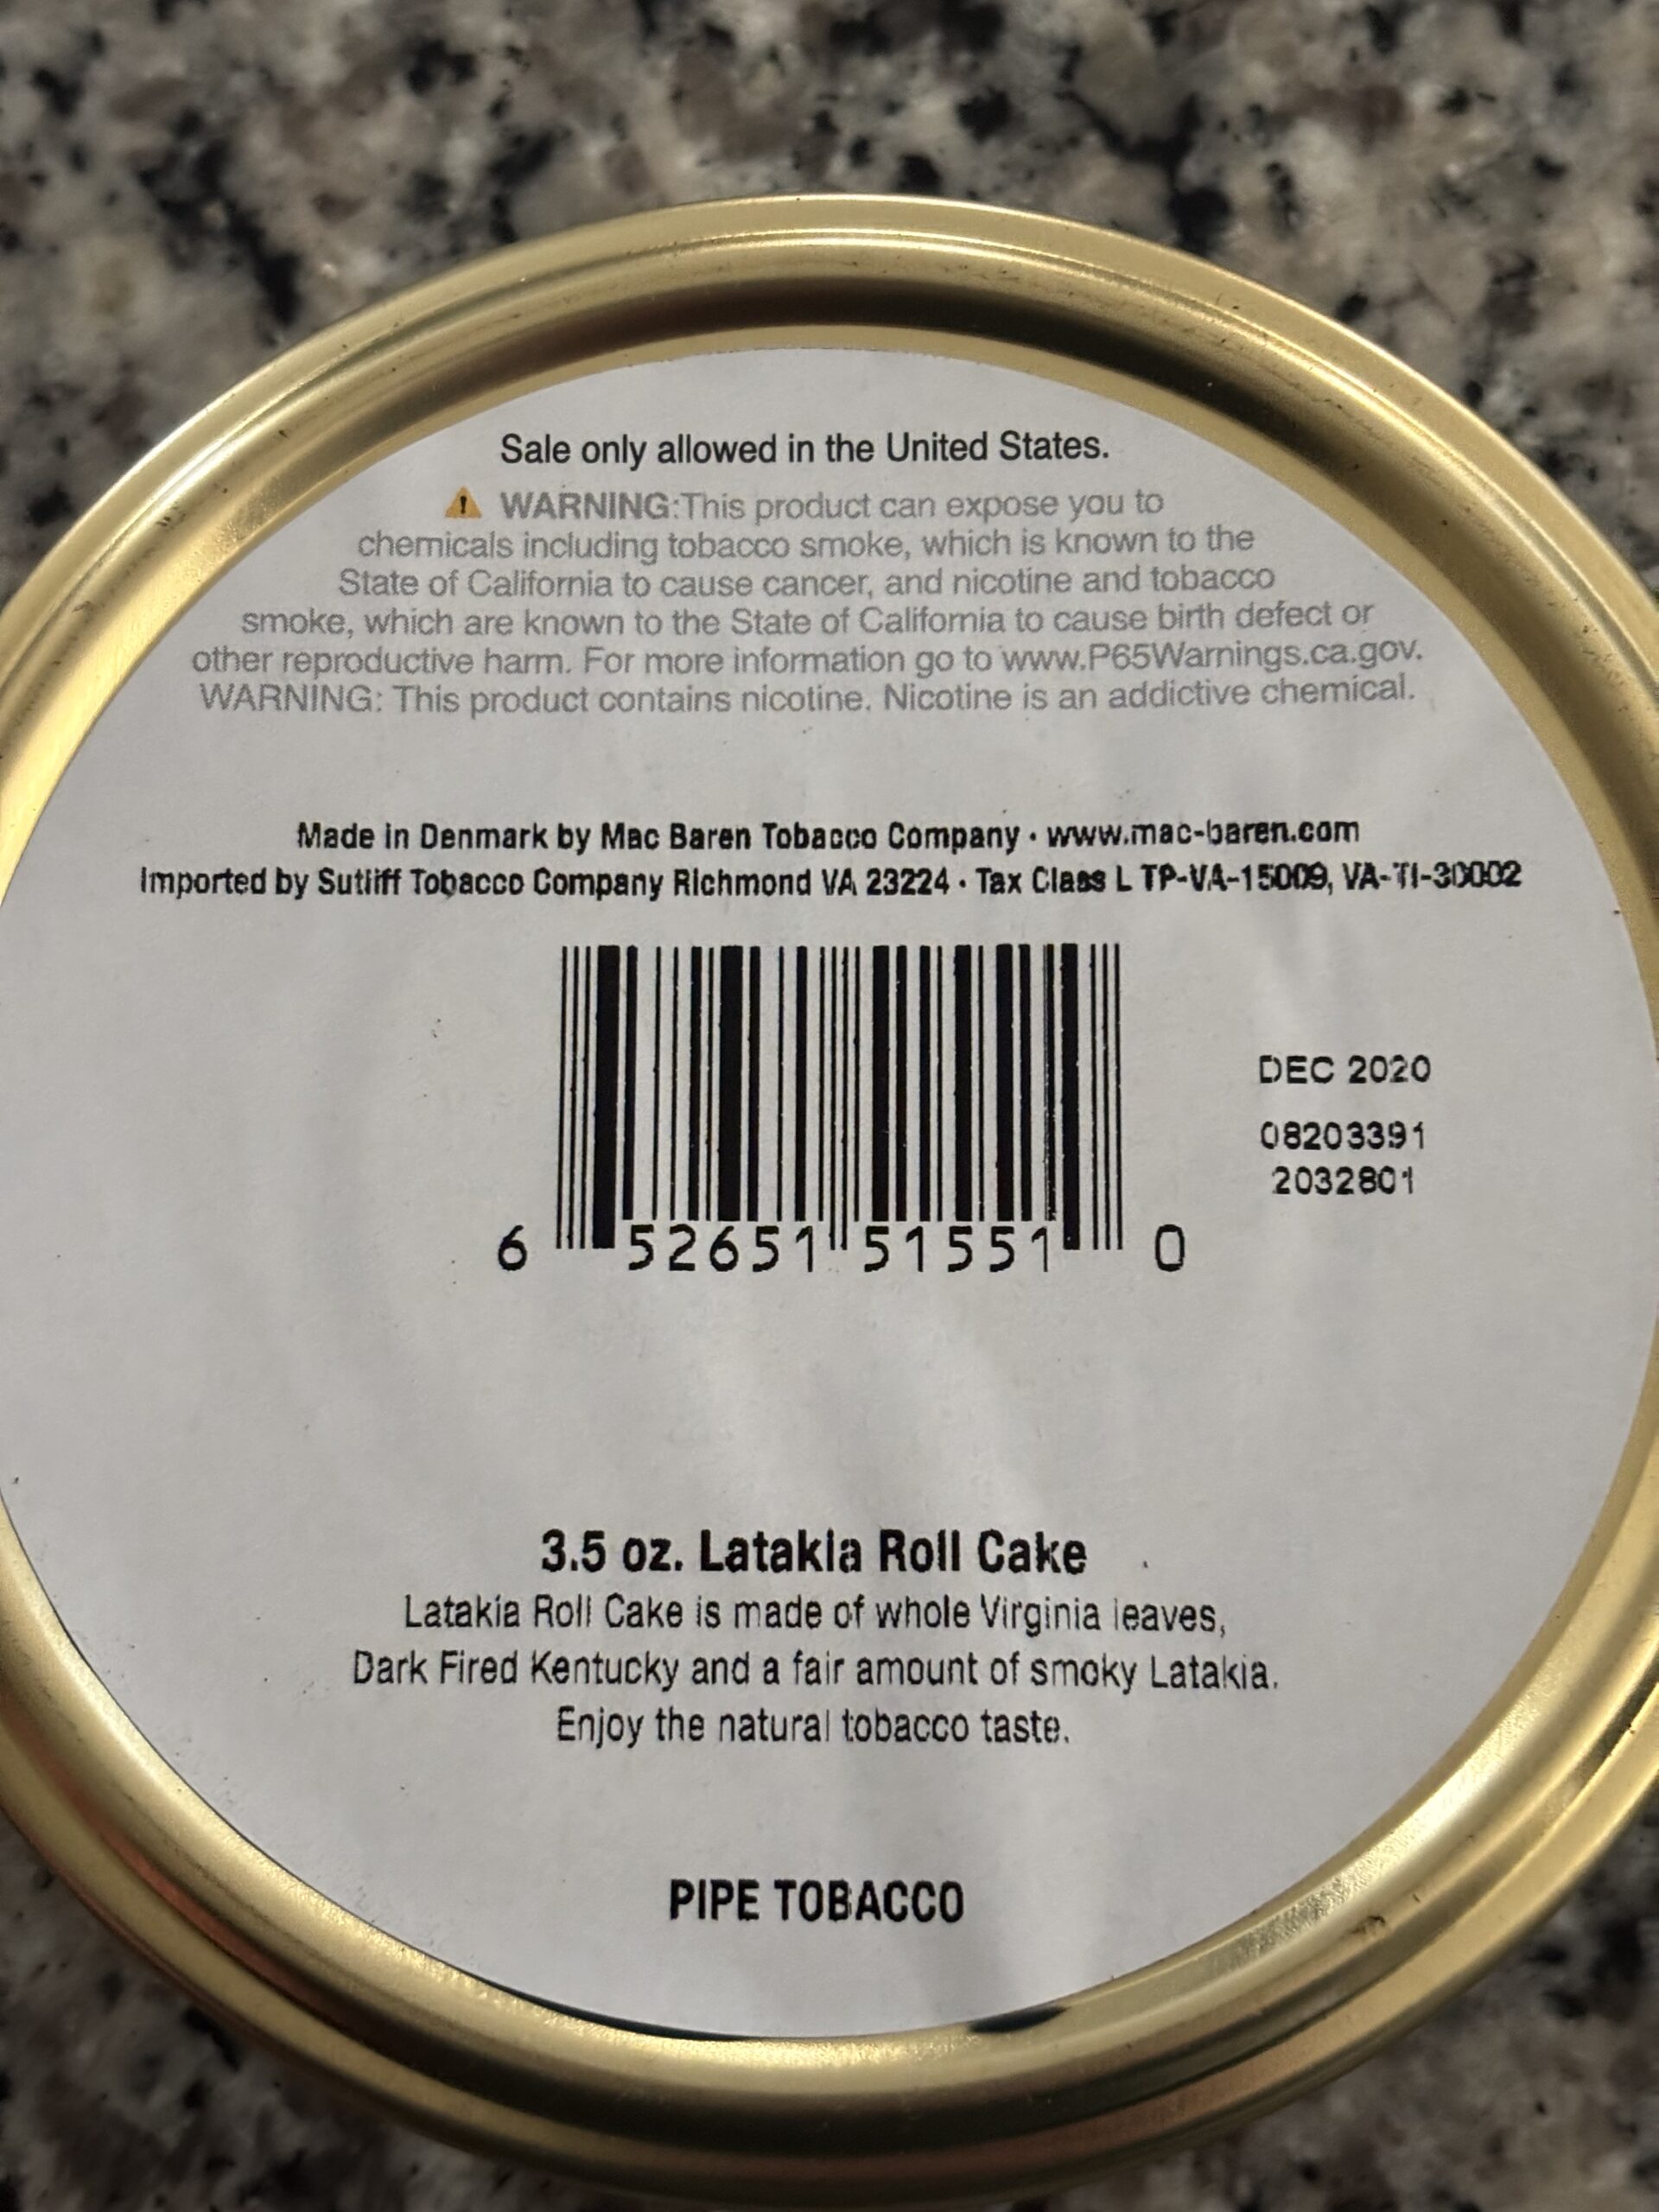 Sale only allowed in the United States.
⚠ WARNING:This product can expose you to
chemicals including tobacco smoke, which is known to the
State of California to cause cancer, and nicotine and tobacco
smoke, which are known to the State of California to cause birth defect or
other reproductive harm. For more information go to www.P65Warnings.ca.gov.
WARNING: This product contains nicotine. Nicotine is an addictive chemical.
Made in Denmark by Mac Baren Tobacco Company · www.mac-baren.com
Imported by Sutliff Tobacco Company Richmond VA 23224 · Tax Class L TP-VA-15009, VA-TI-30002
DEC 2020
08203391
2032801
6 52651 51551 0
3.5 oz. Latakia Roll Cake
Latakia Roll Cake is made of whole Virginia leaves,
Dark Fired Kentucky and a fair amount of smoky Latakia.
Enjoy the natural tobacco taste.
PIPE TOBACCO